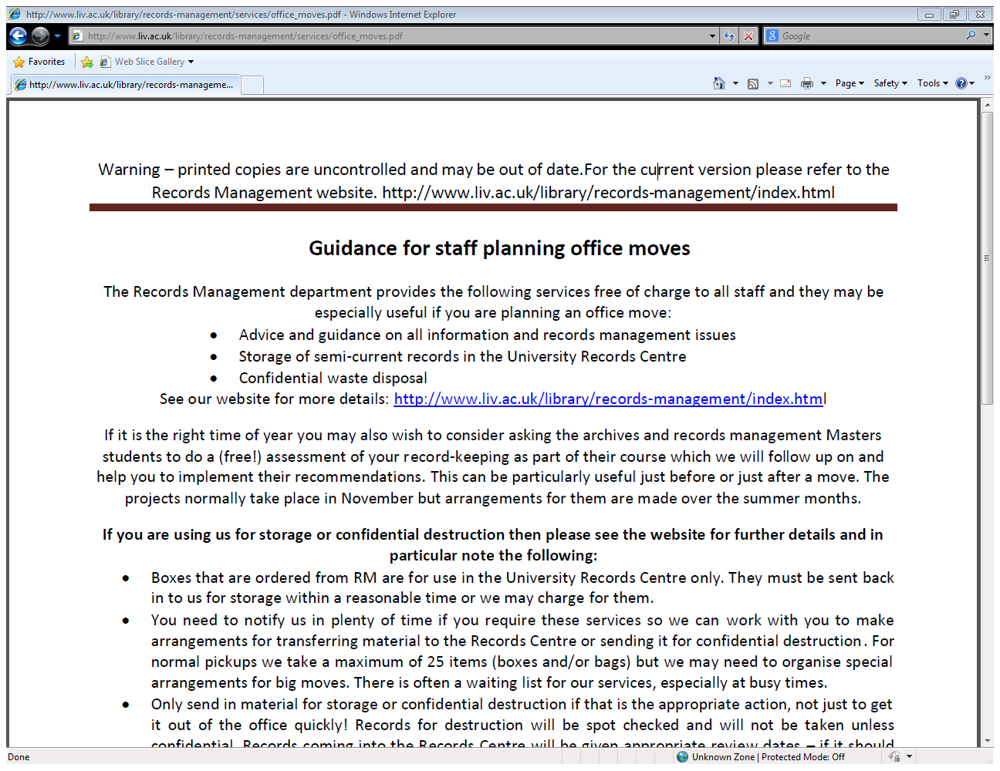 http://www.liv.ac.uk/library/records-management/services/office_moves.pdf - Windows Internet Explorer
http://www.liv.ac.uk/library/records-management/services/office_moves.pdf
Google
Favorites
Web Slice Gallery
http://www.liv.ac.uk/library/records-manageme...
Page
Safety
Tools
Warning – printed copies are uncontrolled and may be out of date.For the current version please refer to the
Records Management website. http://www.liv.ac.uk/library/records-management/index.html
Guidance for staff planning office moves
The Records Management department provides the following services free of charge to all staff and they may be
especially useful if you are planning an office move:
• Advice and guidance on all information and records management issues
• Storage of semi-current records in the University Records Centre
• Confidential waste disposal
See our website for more details: http://www.liv.ac.uk/library/records-management/index.html
If it is the right time of year you may also wish to consider asking the archives and records management Masters
students to do a (free!) assessment of your record-keeping as part of their course which we will follow up on and
help you to implement their recommendations. This can be particularly useful just before or just after a move. The
projects normally take place in November but arrangements for them are made over the summer months.
If you are using us for storage or confidential destruction then please see the website for further details and in
particular note the following:
• Boxes that are ordered from RM are for use in the University Records Centre only. They must be sent back
in to us for storage within a reasonable time or we may charge for them.
• You need to notify us in plenty of time if you require these services so we can work with you to make
arrangements for transferring material to the Records Centre or sending it for confidential destruction. For
normal pickups we take a maximum of 25 items (boxes and/or bags) but we may need to organise special
arrangements for big moves. There is often a waiting list for our services, especially at busy times.
• Only send in material for storage or confidential destruction if that is the appropriate action, not just to get
it out of the office quickly! Records for destruction will be spot checked and will not be taken unless
confidential. Records coming into the Records Centre will be given appropriate review dates – if it should
Done
Unknown Zone | Protected Mode: Off